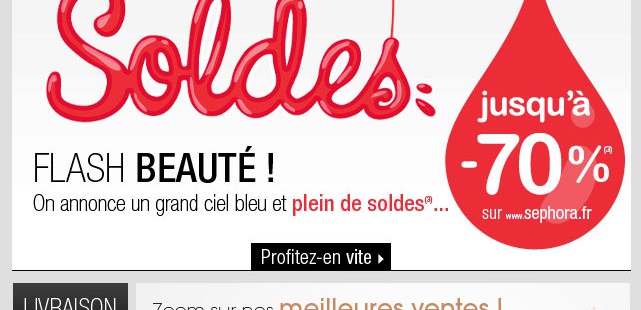 Soldes
jusqu'à
-70%(3)
sur www.sephora.fr
FLASH BEAUTÉ !
On annonce un grand ciel bleu et plein de soldes(3)...
Profitez-en vite
LIVRAISON
Zoom sur nos meilleures ventes !